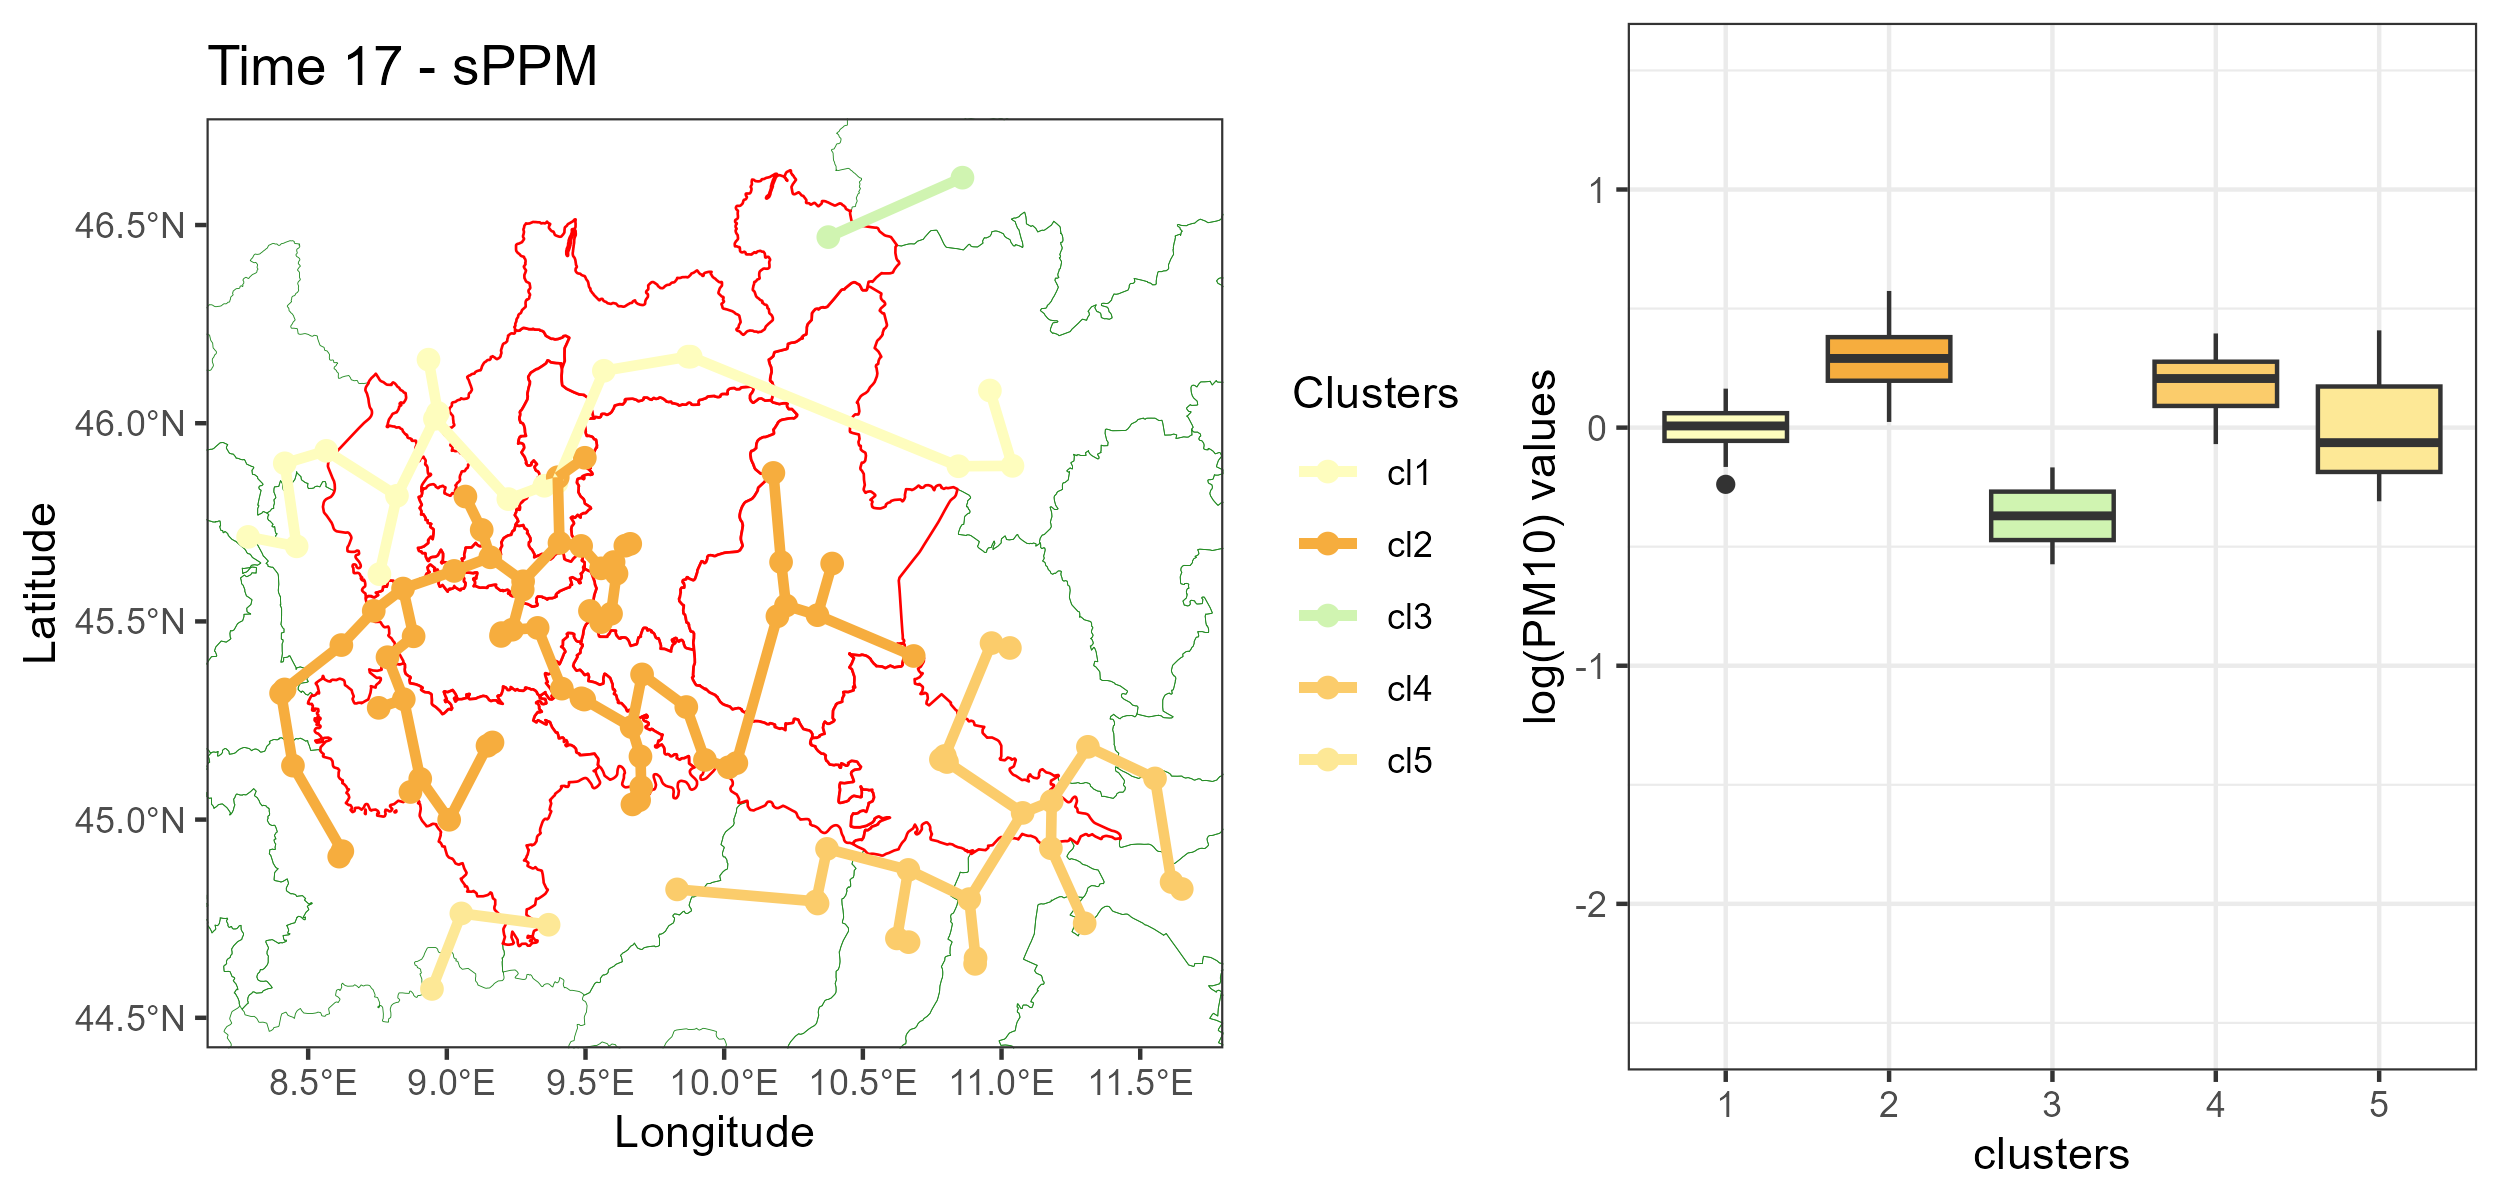 Time 17 - sPPM
Latitude
46.5°N
46.0°N
45.5°N
45.0°N
44.5°N
8.5°E 9.0°E 9.5°E 10.0°E 10.5°E 11.0°E 11.5°E
Longitude
Clusters
cl1
cl2
cl3
cl4
cl5
log(PM10) values
1
0
-1
-2
1 2 3 4 5
clusters